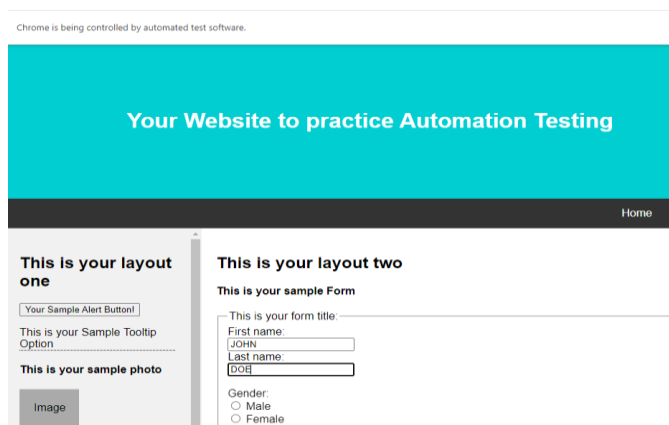 Chrome is being controlled by automated test software.
Your Website to practice Automation Testing
Home
This is your layout
one
Your Sample Alert Button!
This is your Sample Tooltip
Option
This is your sample photo
Image
This is your layout two
This is your sample Form
This is your form title:
First name:
JOHN
Last name:
DOE
Gender:
Male
Female